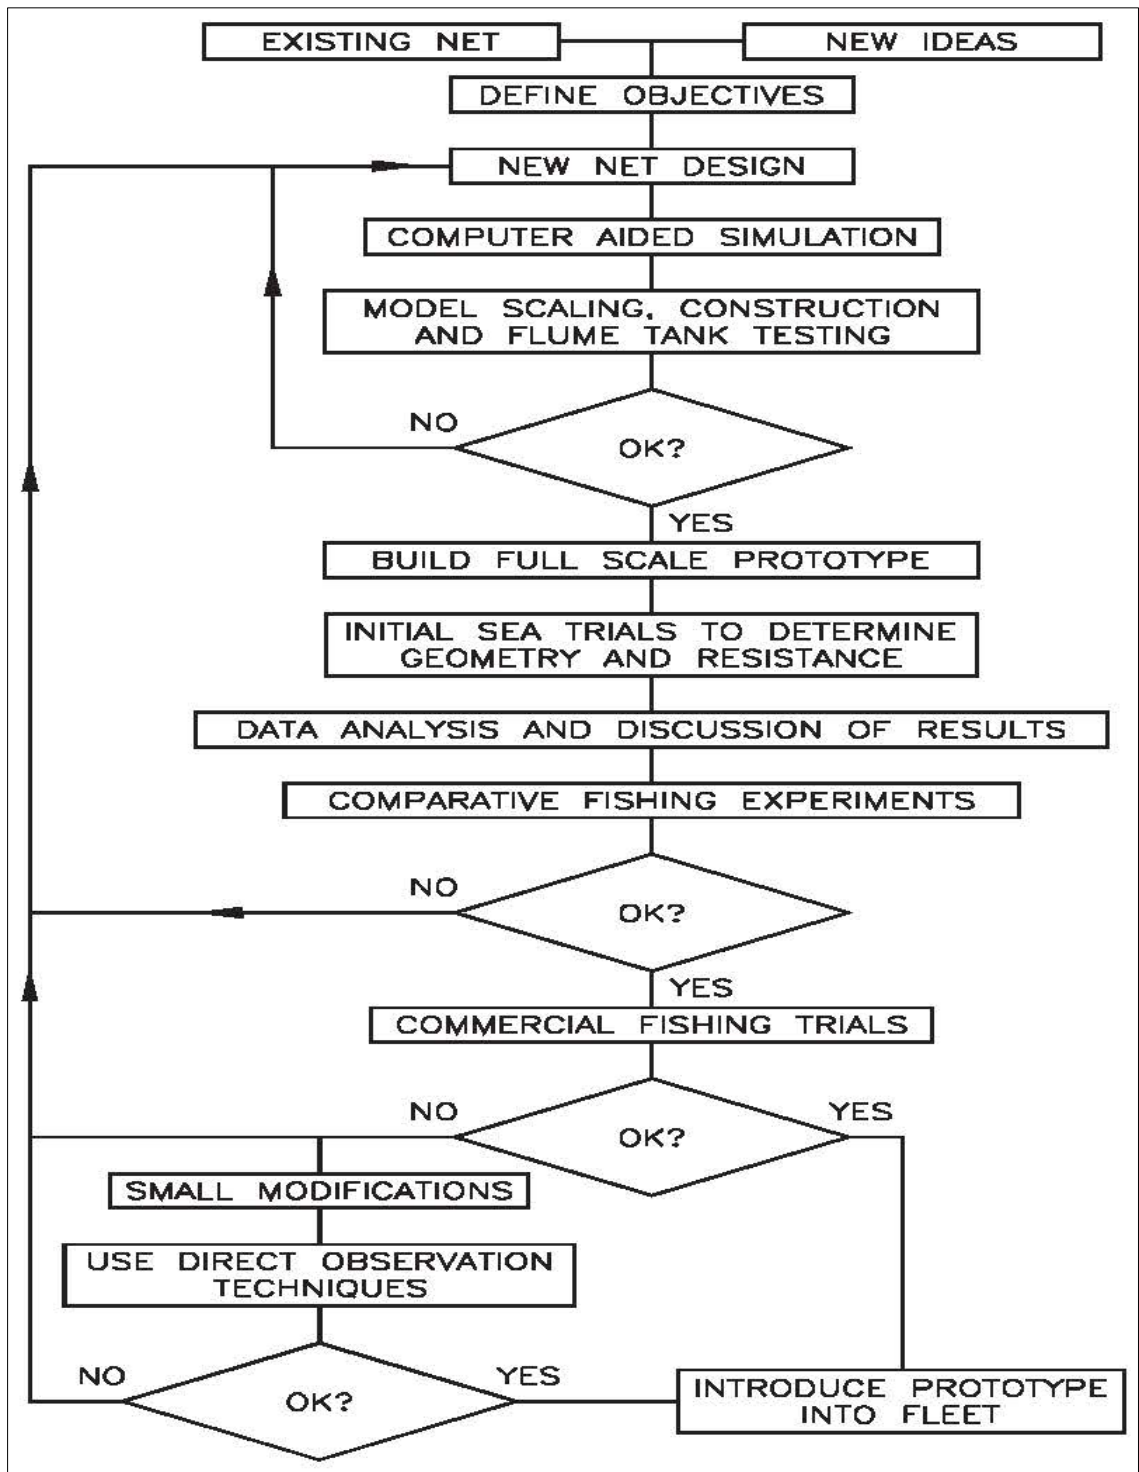 EXISTING NET
NEW IDEAS
DEFINE OBJECTIVES
NEW NET DESIGN
COMPUTER AIDED SIMULATION
MODEL SCALING, CONSTRUCTION
AND FLUME TANK TESTING
NO
OK?
YES
BUILD FULL SCALE PROTOTYPE
INITIAL SEA TRIALS TO DETERMINE
GEOMETRY AND RESISTANCE
DATA ANALYSIS AND DISCUSSION OF RESULTS
COMPARATIVE FISHING EXPERIMENTS
NO
OK?
YES
COMMERCIAL FISHING TRIALS
NO
YES
OK?
SMALL MODIFICATIONS
USE DIRECT OBSERVATION
TECHNIQUES
NO
YES
OK?
INTRODUCE PROTOTYPE
INTO FLEET